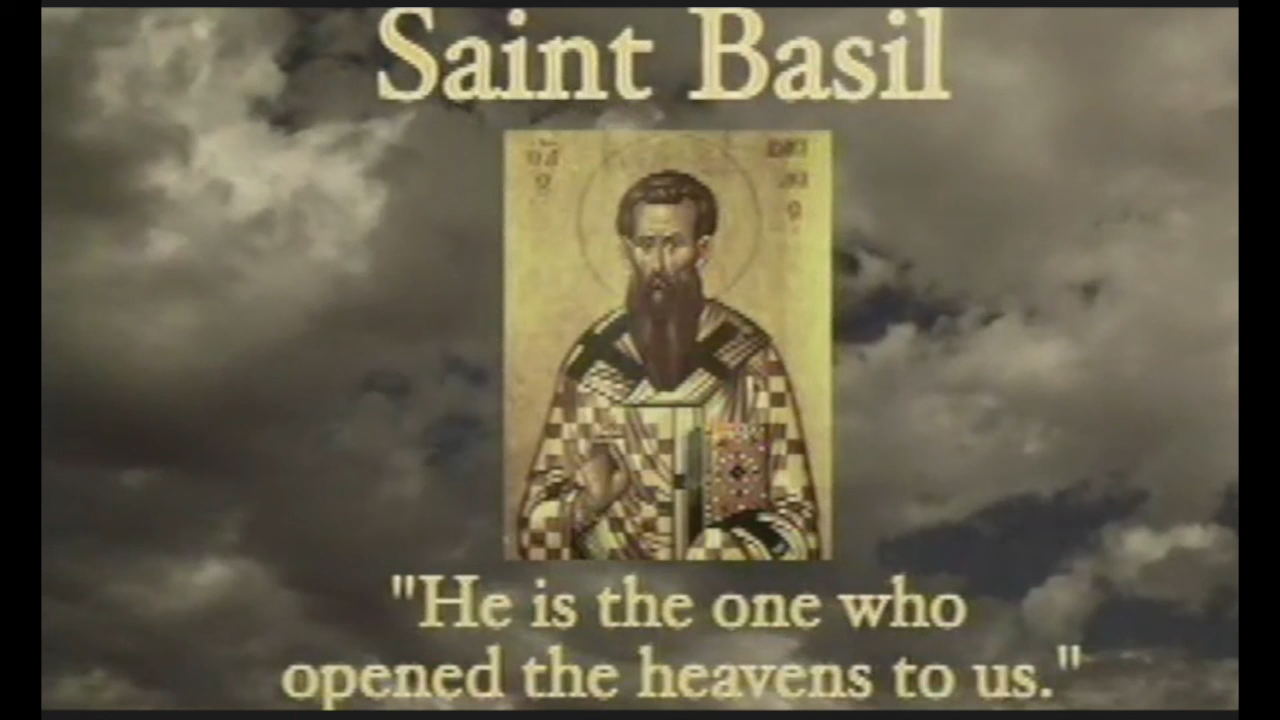 Saint Basil
"He is the one who
opened the heavens to us."